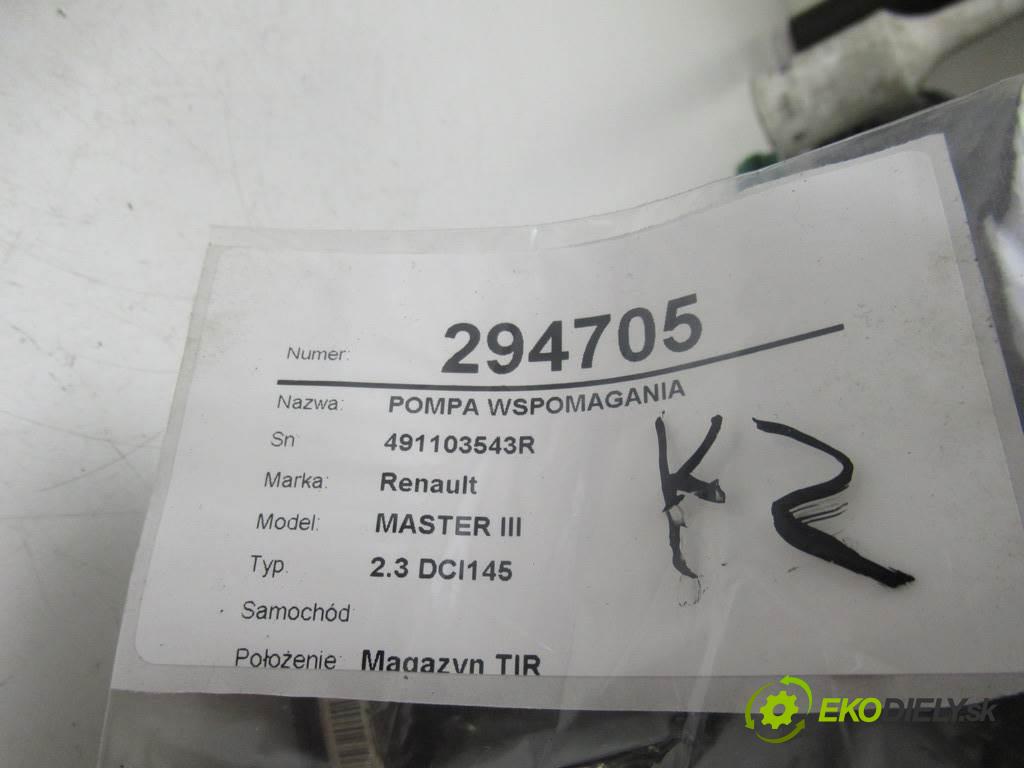 Numer: 294705
Nazwa: POMPA WSPOMAGANIA
Sn 491103543R
Marka: Renault
Model: MASTER III
Typ. 2.3 DCI145
Samochód
Położenie Magazyn TIR
K2
EKODIELY.sk